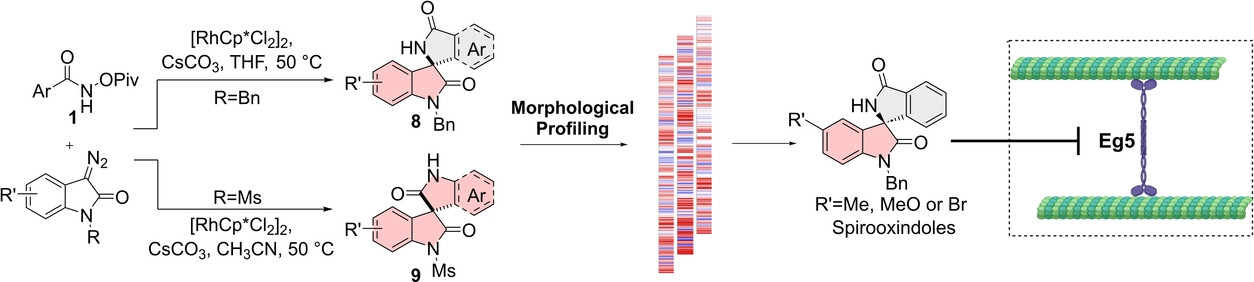 O
Ar
N
H
OPiv
1
+
N2
R'
O
N
R
[RhCp*Cl2]2,
CsCO3, THF, 50 °C
R=Bn
R=Ms
[RhCp*Cl2]2,
CsCO3, CH3CN, 50 °C
O
HN
Ar
R'
O
N
Bn
8
H
N
O
Ar
R'
O
N
Ms
9
Morphological
Profiling
O
HN
R'
O
N
Bn
R'=Me, MeO or Br
Spirooxindoles
Eg5